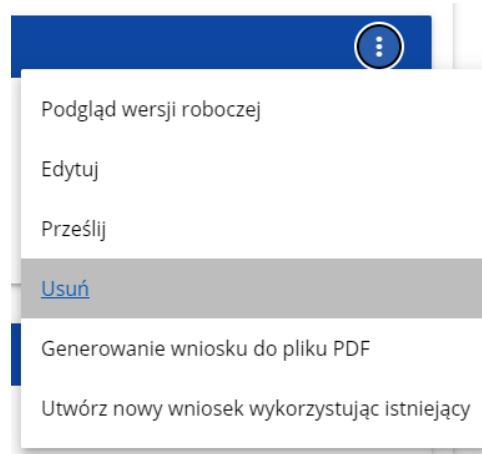 Podgląd wersji roboczej
Edytuj
Prześlij
Usuń
Generowanie wniosku do pliku PDF
Utwórz nowy wniosek wykorzystując istniejący